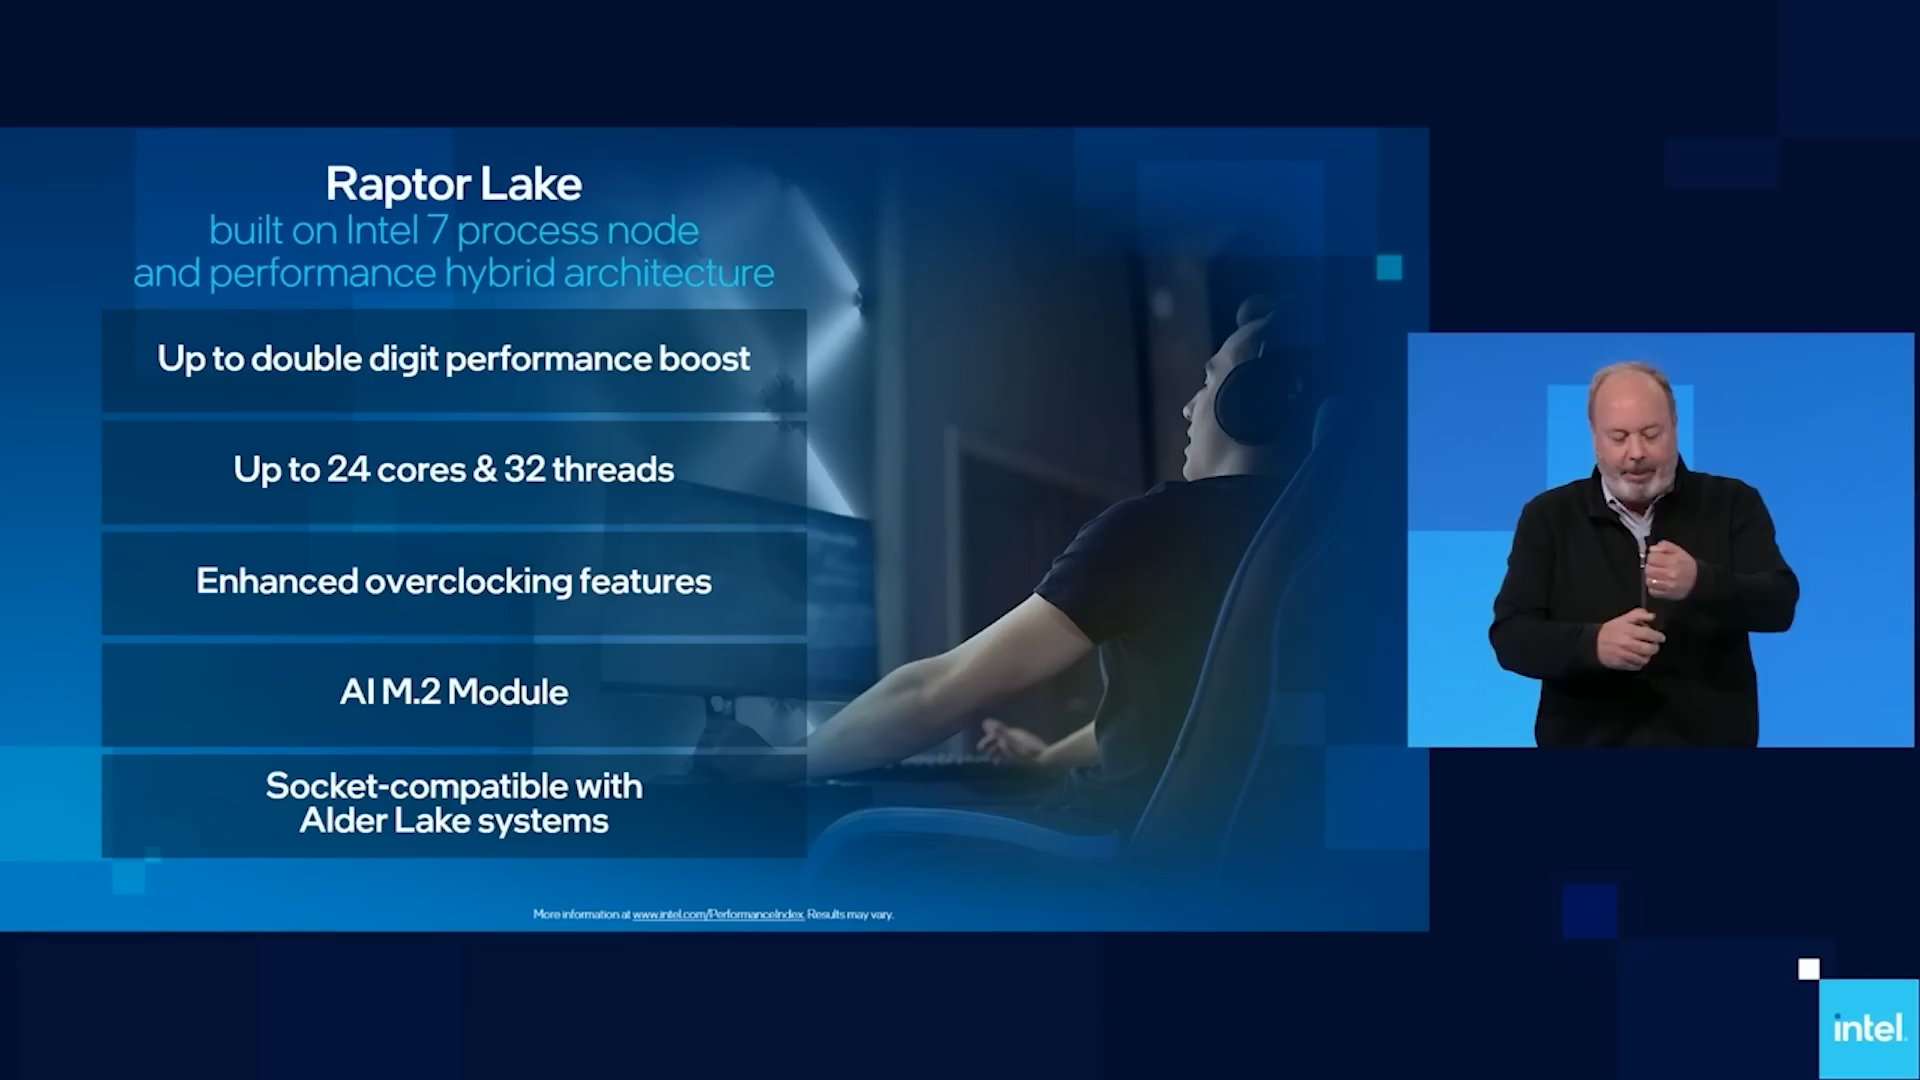 Raptor Lake
built on Intel 7 process node
and performance hybrid architecture
Up to double digit performance boost
Up to 24 cores & 32 threads
Enhanced overclocking features
AI M.2 Module
Socket-compatible with
Alder Lake systems
More information at www.intel.com/PerformanceIndex. Results may vary.
intel.